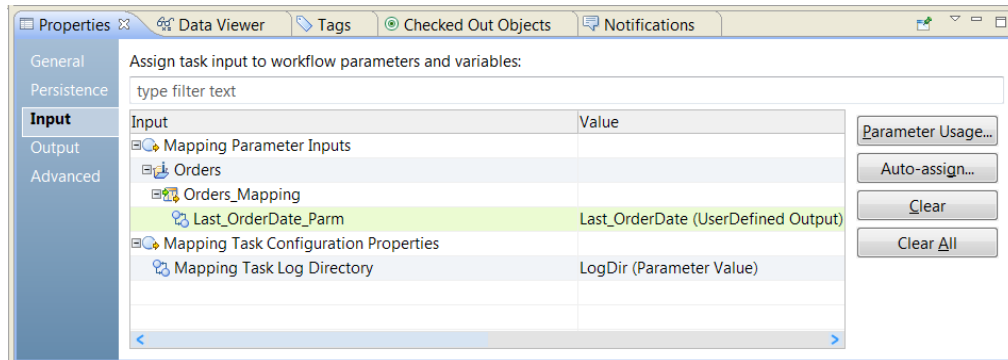 Properties Data Viewer Tags Checked Out Objects Notifications
General
Persistence
Input
Output
Advanced
Assign task input to workflow parameters and variables:
type filter text
Input Value
Mapping Parameter Inputs
Orders
Orders_Mapping
Last_OrderDate_Parm Last_OrderDate (UserDefined Output)
Mapping Task Configuration Properties
Mapping Task Log Directory LogDir (Parameter Value)
Parameter Usage...
Auto-assign...
Clear
Clear All